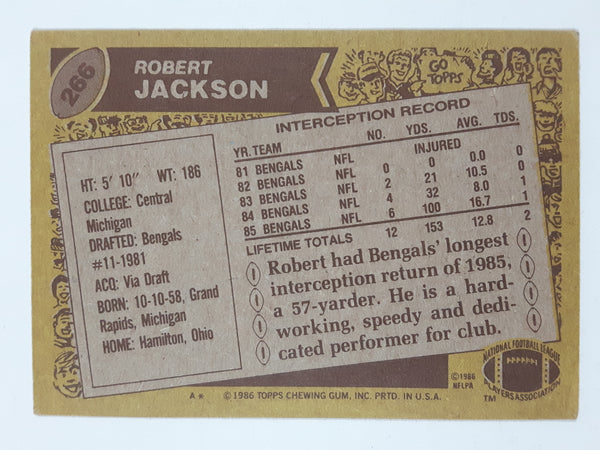 266
ROBERT
JACKSON
GO
TOPPS
INTERCEPTION RECORD
YR. TEAM NO. YDS. AVG. TDS.
81 BENGALS NFL INJURED
82 BENGALS NFL 0 0 0.0 0
83 BENGALS NFL 2 21 10.5 0
84 BENGALS NFL 4 32 8.0 1
85 BENGALS NFL 6 100 16.7 1
LIFETIME TOTALS 12 153 12.8 2
HT: 5' 10" WT: 186
COLLEGE: Central
Michigan
DRAFTED: Bengals
#11-1981
ACQ: Via Draft
BORN: 10-10-58, Grand
Rapids, Michigan
HOME: Hamilton, Ohio
Robert had Bengals' longest
interception return of 1985,
a 57-yarder. He is a hard-
working, speedy and dedi-
cated performer for club.
©1986
NFLPA
NATIONAL FOOTBALL LEAGUE
PLAYERS ASSOCIATION
TM
A* ©1986 TOPPS CHEWING GUM, INC. PRTD. IN U.S.A.